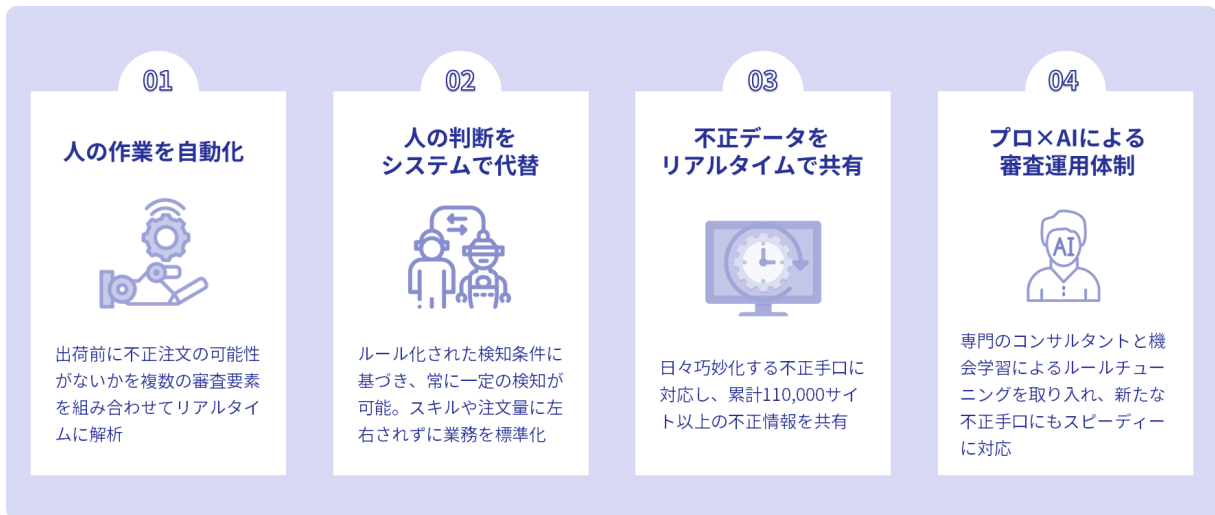 01
人の作業を自動化
出荷前に不正注文の可能性
がないかを複数の審査要素
を組み合わせてリアルタイ
ムに解析
02
人の判断を
システムで代替
ルール化された検知条件に
基づき、常に一定の検知が
可能。スキルや注文量に左
右されずに業務を標準化
03
不正データを
リアルタイムで共有
日々巧妙化する不正手口に
対応し、累計110,000サイ
ト以上の不正情報を共有
04
プロ×AIによる
審査運用体制
AI
専門のコンサルタントと機
会学習によるルールチュー
ニングを取り入れ、新たな
不正手口にもスピーディー
に対応